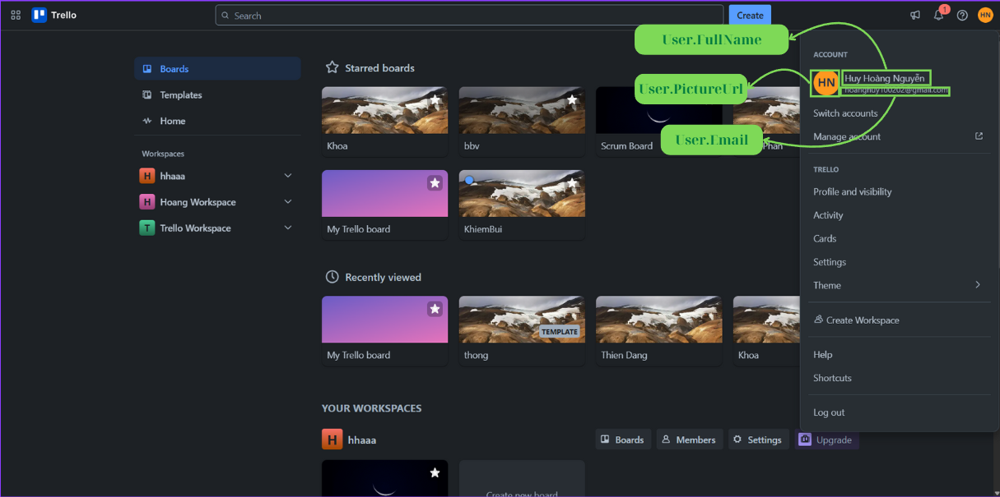 Trello
Search
Create
1
HN
User.FullName
User.PictureUrl
User.Email
Boards
Templates
Home
Workspaces
H hhaaa
H Hoang Workspace
T Trello Workspace
Starred boards
Khoa
bbv
Scrum Board
Phan
My Trello board
KhiemBui
Recently viewed
My Trello board
TEMPLATE
thong
Thien Dang
Khoa
YOUR WORKSPACES
H hhaaa
Boards
Members
Settings
Upgrade
Create new board
ACCOUNT
HN
Huy Hoàng Nguyễn
hoanghuy100202@gmail.com
Switch accounts
Manage account
TRELLO
Profile and visibility
Activity
Cards
Settings
Theme
Create Workspace
Help
Shortcuts
Log out